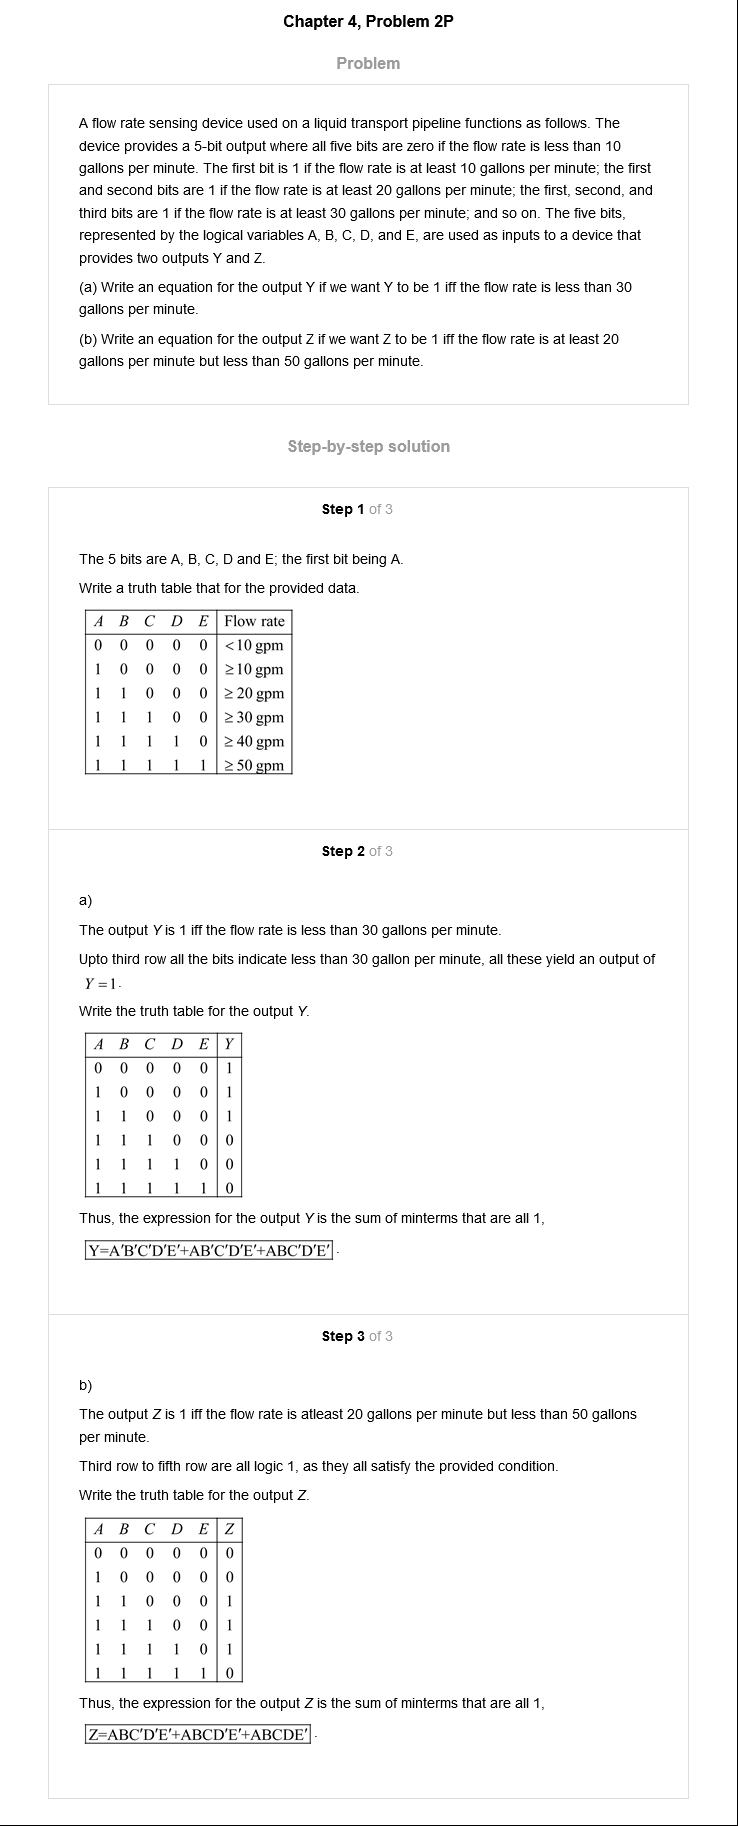 Chapter 4, Problem 2P
Problem
A flow rate sensing device used on a liquid transport pipeline functions as follows. The
device provides a 5-bit output where all five bits are zero if the flow rate is less than 10
gallons per minute. The first bit is 1 if the flow rate is at least 10 gallons per minute; the first
and second bits are 1 if the flow rate is at least 20 gallons per minute; the first, second, and
third bits are 1 if the flow rate is at least 30 gallons per minute; and so on. The five bits,
represented by the logical variables A, B, C, D, and E, are used as inputs to a device that
provides two outputs Y and Z.
(a) Write an equation for the output Y if we want Y to be 1 iff the flow rate is less than 30
gallons per minute.
(b) Write an equation for the output Z if we want Z to be 1 iff the flow rate is at least 20
gallons per minute but less than 50 gallons per minute.
Step-by-step solution
Step 1 of 3
The 5 bits are A, B, C, D and E; the first bit being A.
Write a truth table that for the provided data.
A B C D E Flow rate
0 0 0 0 0 <10 gpm
1 0 0 0 0 ≥10 gpm
1 1 0 0 0 ≥ 20 gpm
1 1 1 0 0 ≥ 30 gpm
1 1 1 1 0 ≥ 40 gpm
1 1 1 1 1 ≥ 50 gpm
Step 2 of 3
a)
The output Y is 1 iff the flow rate is less than 30 gallons per minute.
Upto third row all the bits indicate less than 30 gallon per minute, all these yield an output of
Y = 1.
Write the truth table for the output Y.
A B C D E Y
0 0 0 0 0 1
1 0 0 0 0 1
1 1 0 0 0 1
1 1 1 0 0 0
1 1 1 1 0 0
1 1 1 1 1 0
Thus, the expression for the output Y is the sum of minterms that are all 1,
Y=A′B′C′D′E′+AB′C′D′E′+ABC′D′E′.
Step 3 of 3
b)
The output Z is 1 iff the flow rate is atleast 20 gallons per minute but less than 50 gallons
per minute.
Third row to fifth row are all logic 1, as they all satisfy the provided condition.
Write the truth table for the output Z.
A B C D E Z
0 0 0 0 0 0
1 0 0 0 0 0
1 1 0 0 0 1
1 1 1 0 0 1
1 1 1 1 0 1
1 1 1 1 1 0
Thus, the expression for the output Z is the sum of minterms that are all 1,
Z=ABC′D′E′+ABCD′E′+ABCDE′.